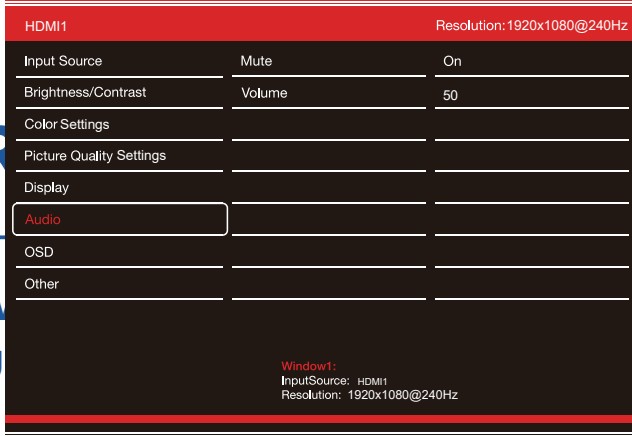 HDMI1 Resolution:1920x1080@240Hz
Input Source Mute On
Brightness/Contrast Volume 50
Color Settings
Picture Quality Settings
Display
Audio
OSD
Other
Window1:
InputSource: HDMI1
Resolution: 1920x1080@240Hz